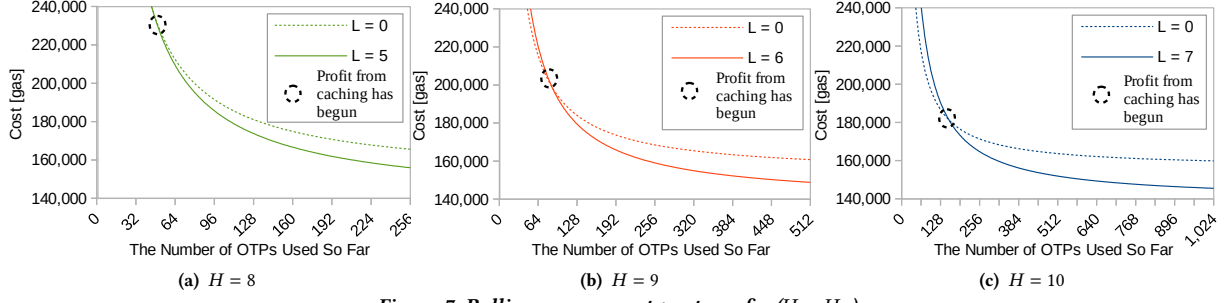 240,000
220,000
200,000
180,000
160,000
140,000
Cost [gas]
L = 0
L = 5
Profit from
caching has
begun
0 32 64 96 128 160 192 224 256
The Number of OTPs Used So Far
(a) H = 8
240,000
220,000
200,000
180,000
160,000
140,000
Cost [gas]
L = 0
L = 6
Profit from
caching has
begun
0 64 128 192 256 320 384 448 512
The Number of OTPs Used So Far
(b) H = 9
240,000
220,000
200,000
180,000
160,000
140,000
Cost [gas]
L = 0
L = 7
Profit from
caching has
begun
0 128 256 384 512 640 768 896 1,024
The Number of OTPs Used So Far
(c) H = 10